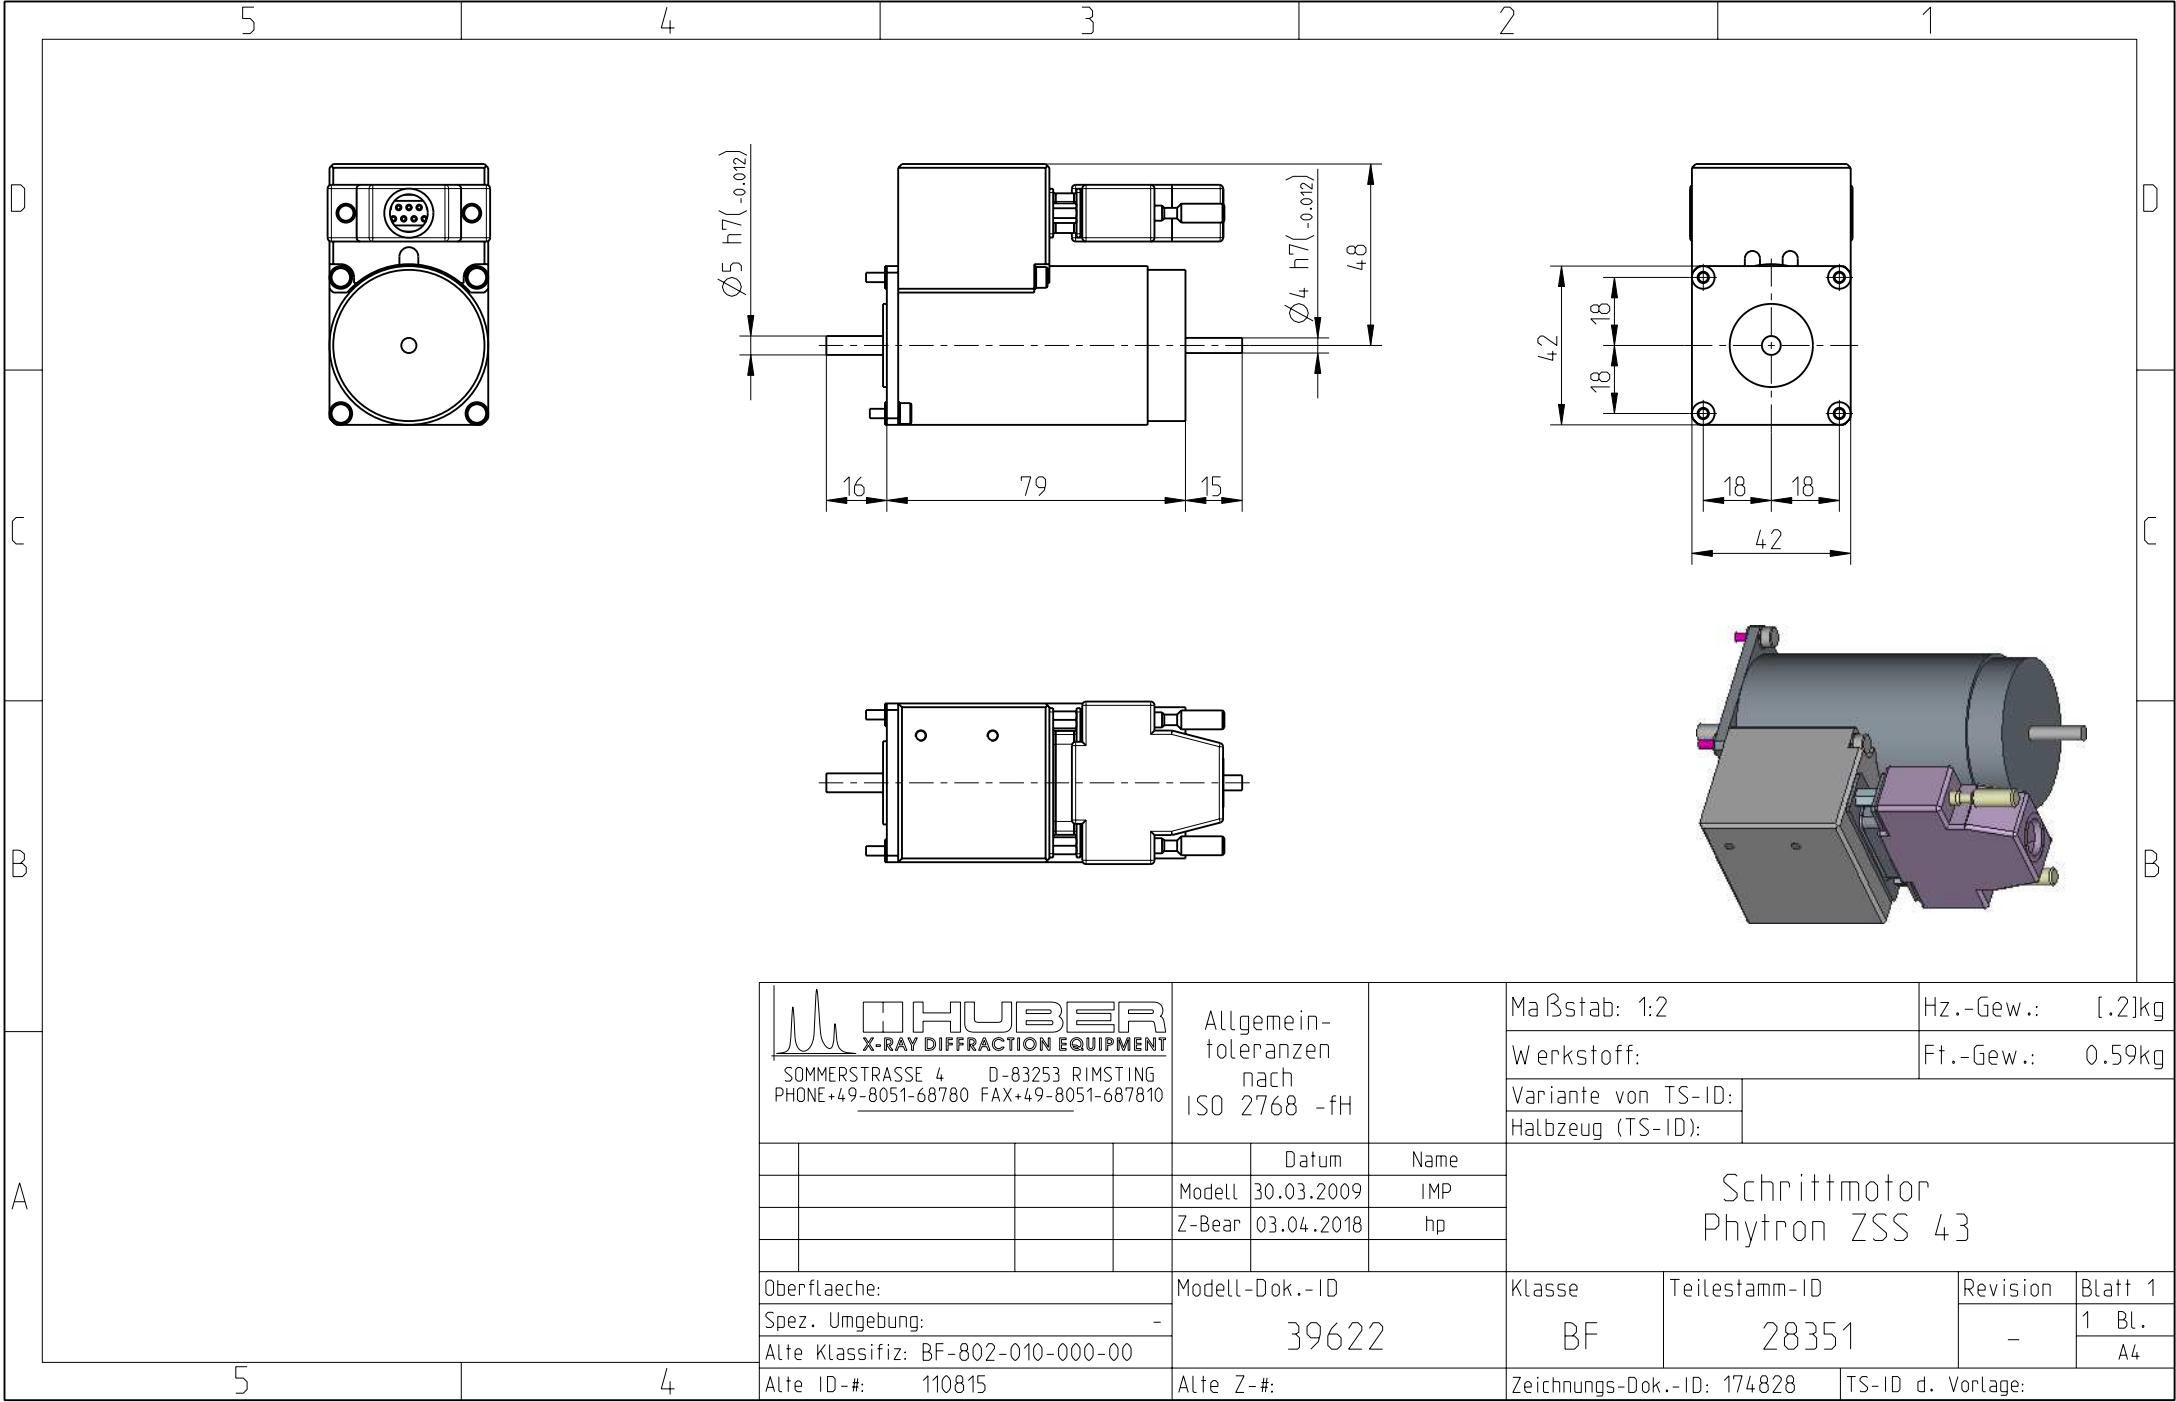 5 4 3 2 1
D D
Ø5 h7(-0.012)
Ø4 h7(-0.012)
48
42
18
18
16 79 15
18 18
42
C C
B B
A
HUBER
X-RAY DIFFRACTION EQUIPMENT
SOMMERSTRASSE 4 D-83253 RIMSTING
PHONE+49-8051-68780 FAX+49-8051-687810
Allgemein-
toleranzen
nach
ISO 2768 -fH
Maßstab: 1:2
Hz.-Gew.: [.2]kg
Werkstoff:
Ft.-Gew.: 0.59kg
Variante von TS-ID:
Halbzeug (TS-ID):
Datum Name
Modell 30.03.2009 IMP
Z-Bear 03.04.2018 hp
Schrittmotor
Phytron ZSS 43
Oberflaeche:
Spez. Umgebung: -
Alte Klassifiz: BF-802-010-000-00
Alte ID-#: 110815
Modell-Dok.-ID
39622
Alte Z-#:
Klasse
BF
Teilestamm-ID
28351
Revision
-
Blatt 1
1 Bl.
A4
Zeichnungs-Dok.-ID: 174828
TS-ID d. Vorlage:
5 4